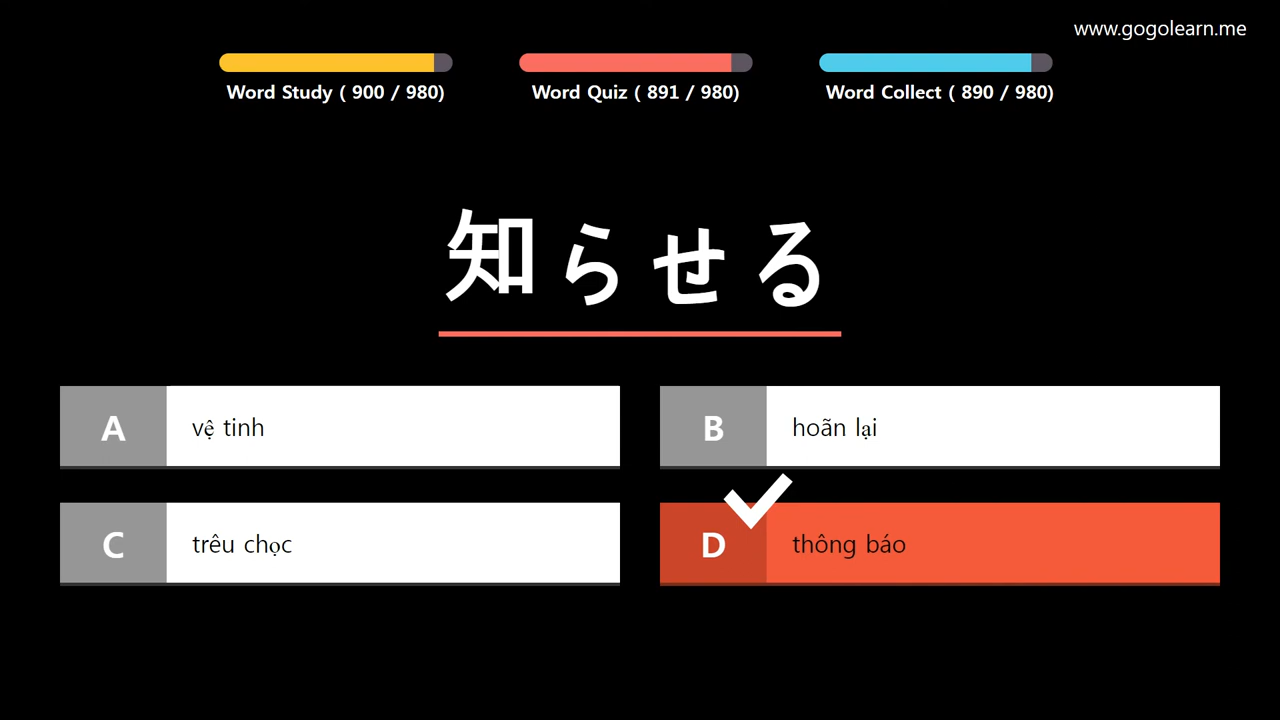 www.gogolearn.me
Word Study ( 900 / 980)
Word Quiz ( 891 / 980)
Word Collect ( 890 / 980)
知らせる
A vệ tinh
B hoãn lại
C trêu chọc
D thông báo